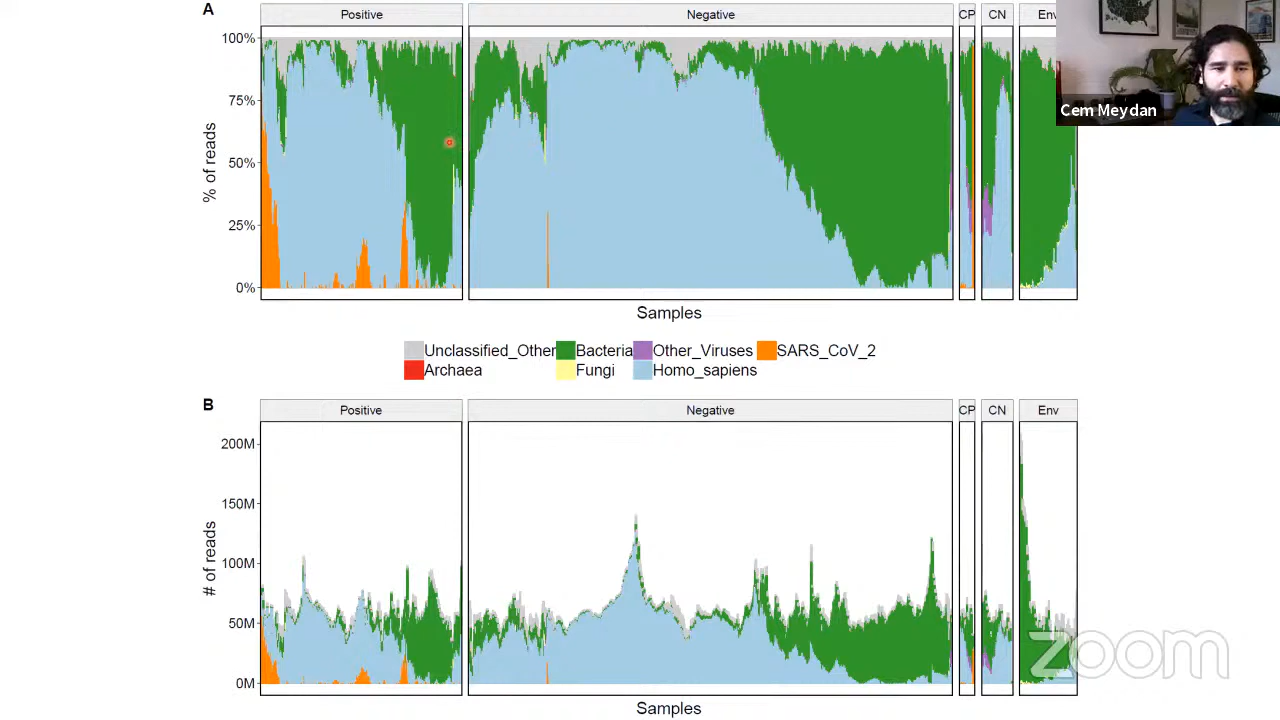 A
Positive
Negative
CP
CN
Env
100%
75%
50%
25%
0%
% of reads
Samples
Cem Meydan
Unclassified_Other
Bacteria
Other_Viruses
SARS_CoV_2
Archaea
Fungi
Homo_sapiens
B
Positive
Negative
CP
CN
Env
200M
150M
100M
50M
0M
# of reads
Samples
zoom